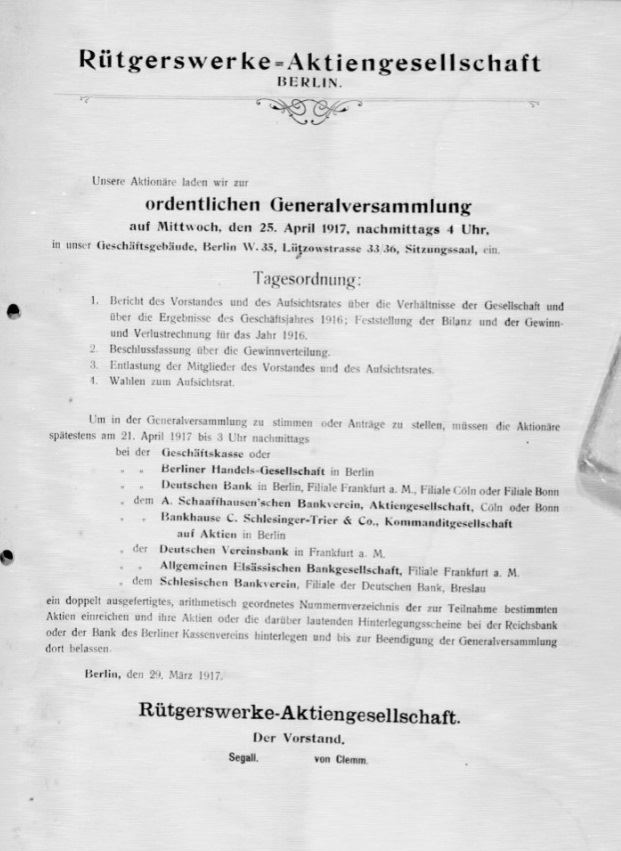 Rütgerswerke-Aktiengesellschaft
BERLIN.
Unsere Aktionäre laden wir zur
ordentlichen Generalversammlung
auf Mittwoch, den 25. April 1917, nachmittags 4 Uhr,
in unser Geschäftsgebäude, Berlin W. 35, Lützowstrasse 33/36, Sitzungssaal, ein.
Tagesordnung:
1. Bericht des Vorstandes und des Aufsichtsrates über die Verhältnisse der Gesellschaft und
über die Ergebnisse des Geschäftsjahres 1916; Feststellung der Bilanz und der Gewinn-
und Verlustrechnung für das Jahr 1916.
2. Beschlussfassung über die Gewinnverteilung.
3. Entlastung der Mitglieder des Vorstandes und des Aufsichtsrates.
4. Wahlen zum Aufsichtsrat.
Um in der Generalversammlung zu stimmen oder Anträge zu stellen, müssen die Aktionäre
spätestens am 21. April 1917 bis 3 Uhr nachmittags
bei der Geschäftskasse oder
„ „ Berliner Handels-Gesellschaft in Berlin
„ „ Deutschen Bank in Berlin, Filiale Frankfurt a. M., Filiale Cöln oder Filiale Bonn
„ dem A. Schaaffhausen'schen Bankverein, Aktiengesellschaft, Cöln oder Bonn
„ „ Bankhause C. Schlesinger-Trier & Co., Kommanditgesellschaft
auf Aktien in Berlin
„ der Deutschen Vereinsbank in Frankfurt a. M.
„ „ Allgemeinen Elsässischen Bankgesellschaft, Filiale Frankfurt a. M.
„ dem Schlesischen Bankverein, Filiale der Deutschen Bank, Breslau
ein doppelt ausgefertigtes, arithmetisch geordnetes Nummernverzeichnis der zur Teilnahme bestimmten
Aktien einreichen und ihre Aktien oder die darüber lautenden Hinterlegungsscheine bei der Reichsbank
oder der Bank des Berliner Kassenvereins hinterlegen und bis zur Beendigung der Generalversammlung
dort belassen.
Berlin, den 29. März 1917.
Rütgerswerke-Aktiengesellschaft.
Der Vorstand.
Segall. von Clemm.